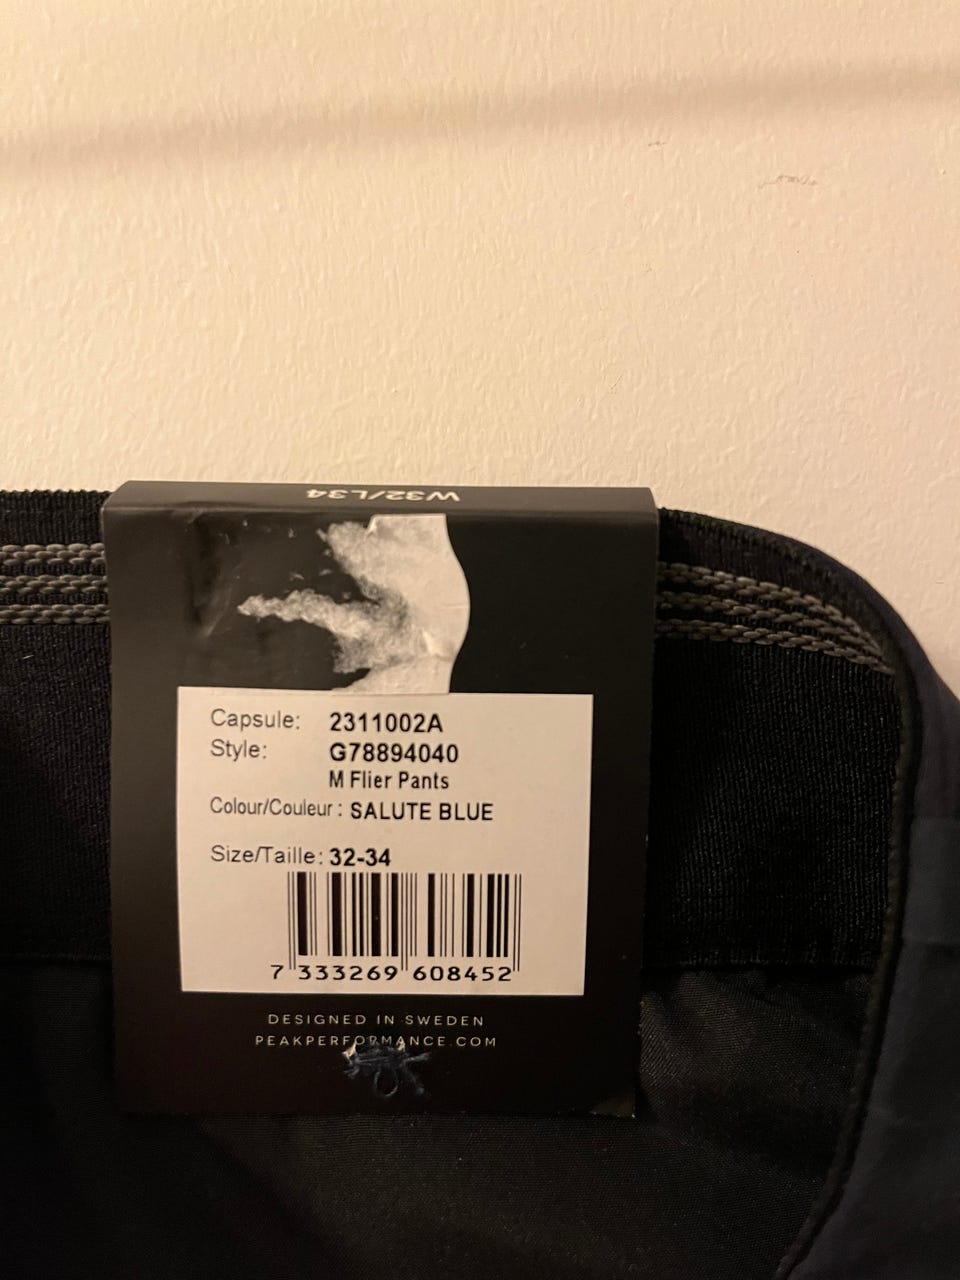 W32/L34
Capsule: 2311002A
Style: G78894040
M Flier Pants
Colour/Couleur : SALUTE BLUE
Size/Taille: 32-34
7 333269 608452
DESIGNED IN SWEDEN
PEAKPERFORMANCE.COM